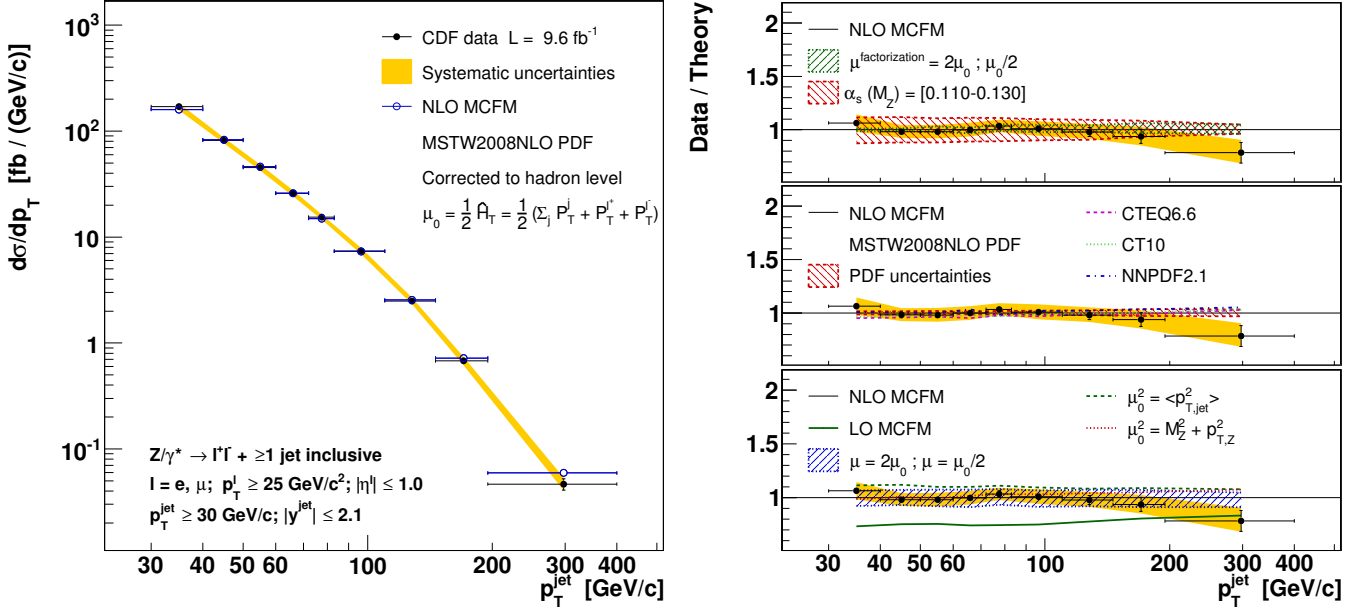 dσ/dp_T [fb / (GeV/c)]
10³
10²
10
1
10⁻¹
CDF data L = 9.6 fb⁻¹
Systematic uncertainties
NLO MCFM
MSTW2008NLO PDF
Corrected to hadron level
μ₀ = 1/2 Ĥ_T = 1/2 (Σ_j P_T^j + P_T^l⁺ + P_T^l⁻)
Z/γ* → l⁺l⁻ + ≥1 jet inclusive
l = e, μ; p_T^l ≥ 25 GeV/c²; |η^l| ≤ 1.0
p_T^jet ≥ 30 GeV/c; |y^jet| ≤ 2.1
30 40 50 60 100 200 300 400
p_T^jet [GeV/c]
Data / Theory
2
1.5
1
NLO MCFM
μ^factorization = 2μ₀ ; μ₀/2
α_s (M_Z) = [0.110-0.130]
2
1.5
1
NLO MCFM
MSTW2008NLO PDF
PDF uncertainties
CTEQ6.6
CT10
NNPDF2.1
2
1.5
1
NLO MCFM
LO MCFM
μ = 2μ₀ ; μ = μ₀/2
μ₀² = <p²_T,jet>
μ₀² = M_Z² + p²_T,Z
30 40 50 60 100 200 300 400
p_T^jet [GeV/c]